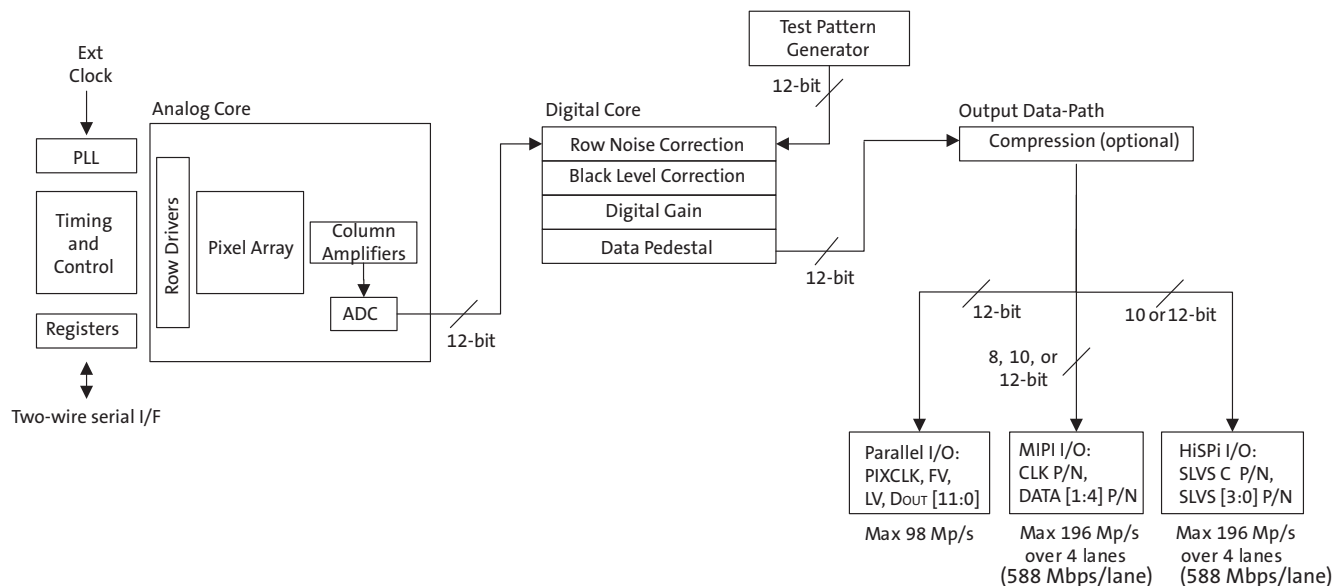 Test Pattern
Generator
Ext
Clock
12-bit
Analog Core
Digital Core
Output Data-Path
PLL
Row Noise Correction
Compression (optional)
Black Level Correction
Timing
and
Control
Row Drivers
Pixel Array
Column
Amplifiers
Digital Gain
Data Pedestal
12-bit
Registers
ADC
12-bit
12-bit
10 or 12-bit
8, 10, or
12-bit
Two-wire serial I/F
Parallel I/O:
PIXCLK, FV,
LV, DOUT [11:0]
Max 98 Mp/s
MIPI I/O:
CLK P/N,
DATA [1:4] P/N
Max 196 Mp/s
over 4 lanes
(588 Mbps/lane)
HiSPi I/O:
SLVS C P/N,
SLVS [3:0] P/N
Max 196 Mp/s
over 4 lanes
(588 Mbps/lane)